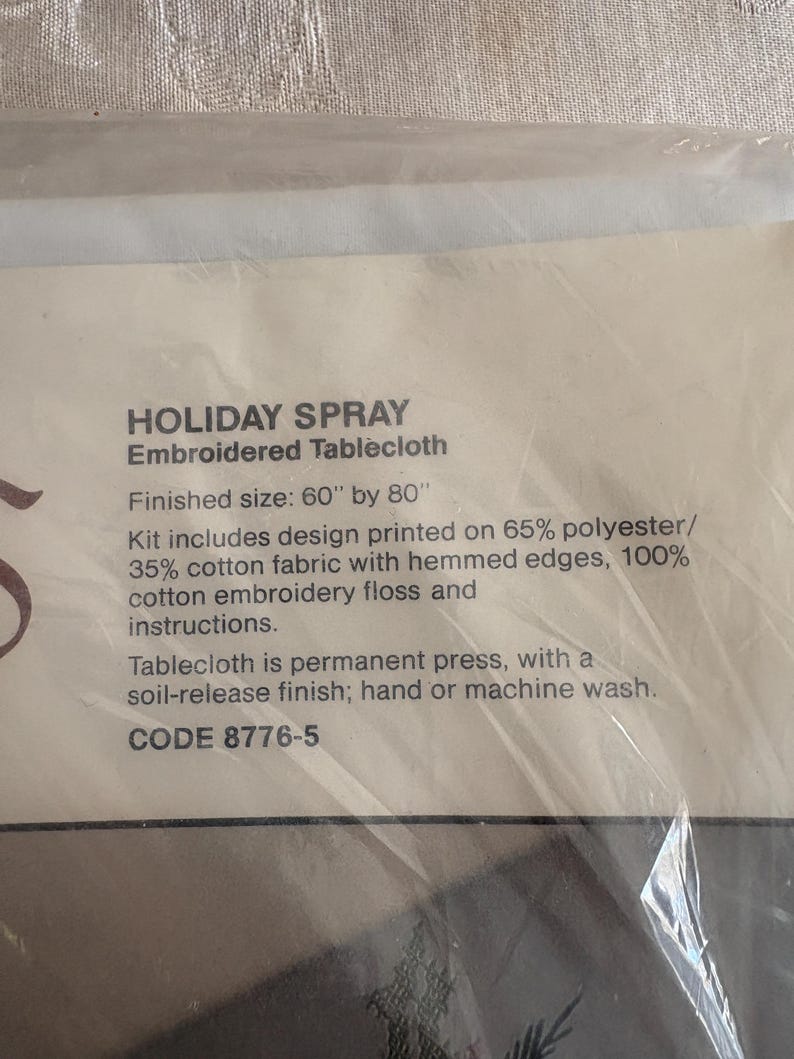 HOLIDAY SPRAY
Embroidered Tablecloth
Finished size: 60" by 80"
Kit includes design printed on 65% polyester/
35% cotton fabric with hemmed edges, 100%
cotton embroidery floss and
instructions.
Tablecloth is permanent press, with a
soil-release finish; hand or machine wash.
CODE 8776-5